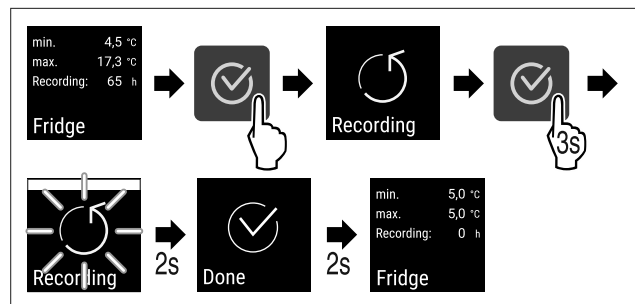 min. 4,5 °C
max. 17,3 °C
Recording: 65 h
Fridge
Recording
3s
Recording
2s
Done
2s
min. 5,0 °C
max. 5,0 °C
Recording: 0 h
Fridge